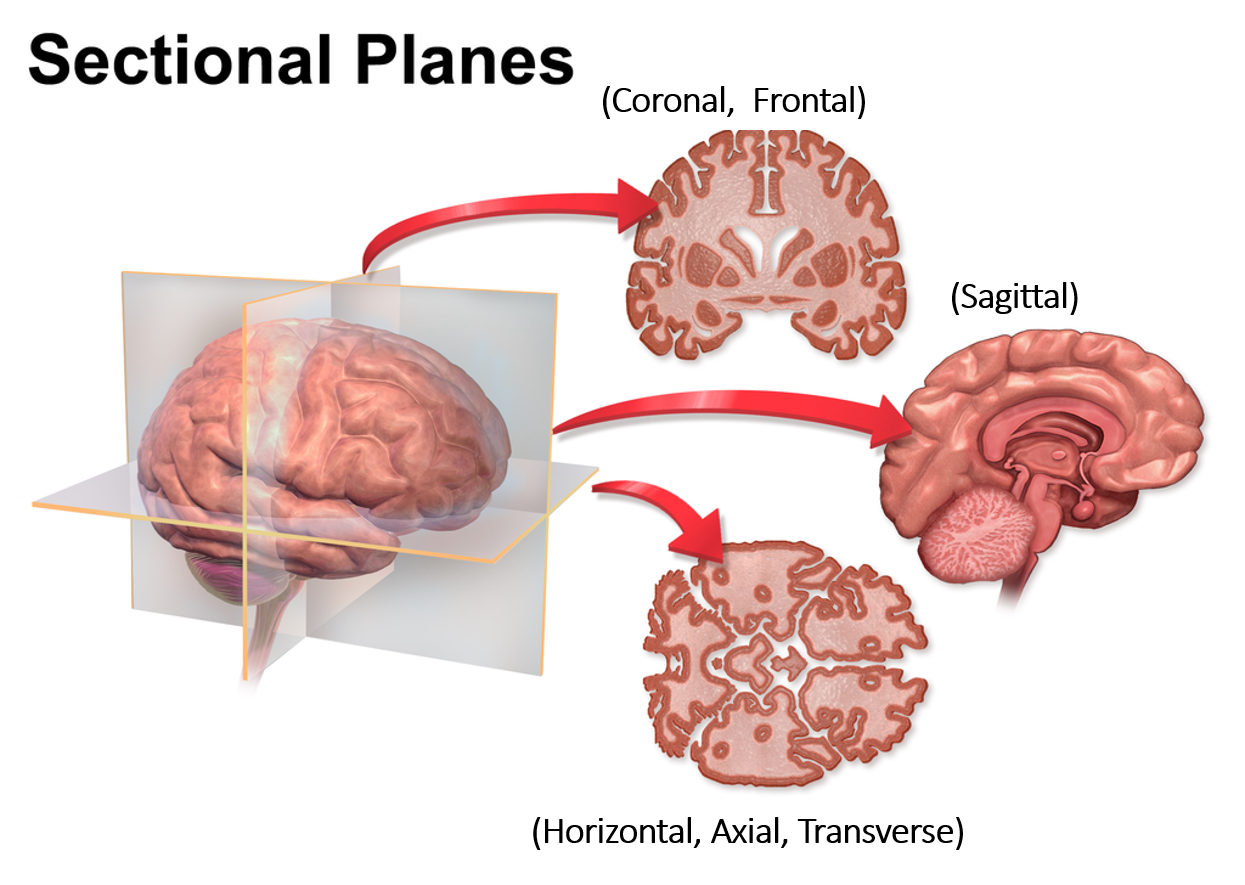 Sectional Planes
(Coronal, Frontal)
(Sagittal)
(Horizontal, Axial, Transverse)